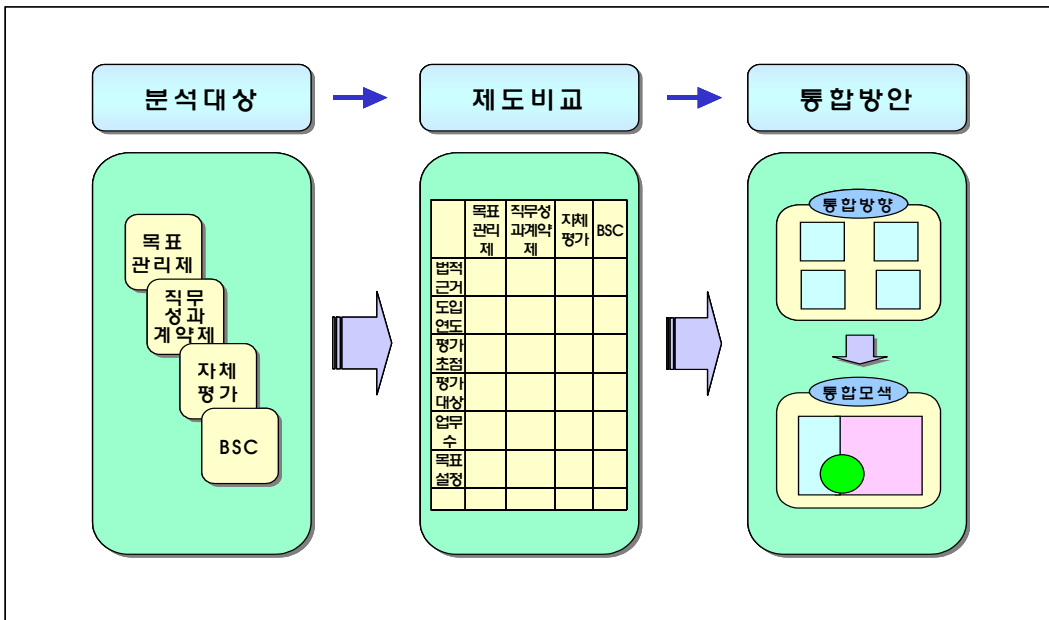 분석대상
제도비교
통합방안
목표
관리제
직무
성과
계약제
자체
평가
BSC
목표
관리
제
직무성
과계약
제
자체
평가
BSC
법적
근거
도입
연도
평가
초점
평가
대상
업무
수
목표
설정
통합방향
통합모색